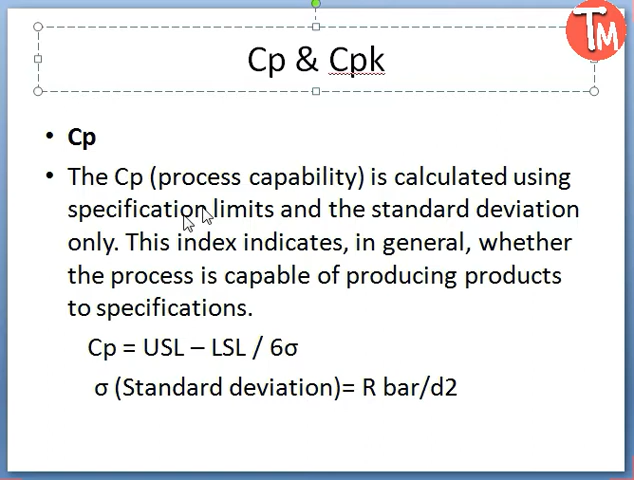 TM
Cp & Cpk
• Cp
• The Cp (process capability) is calculated using
specification limits and the standard deviation
only. This index indicates, in general, whether
the process is capable of producing products
to specifications.
Cp = USL – LSL / 6σ
σ (Standard deviation)= R bar/d2